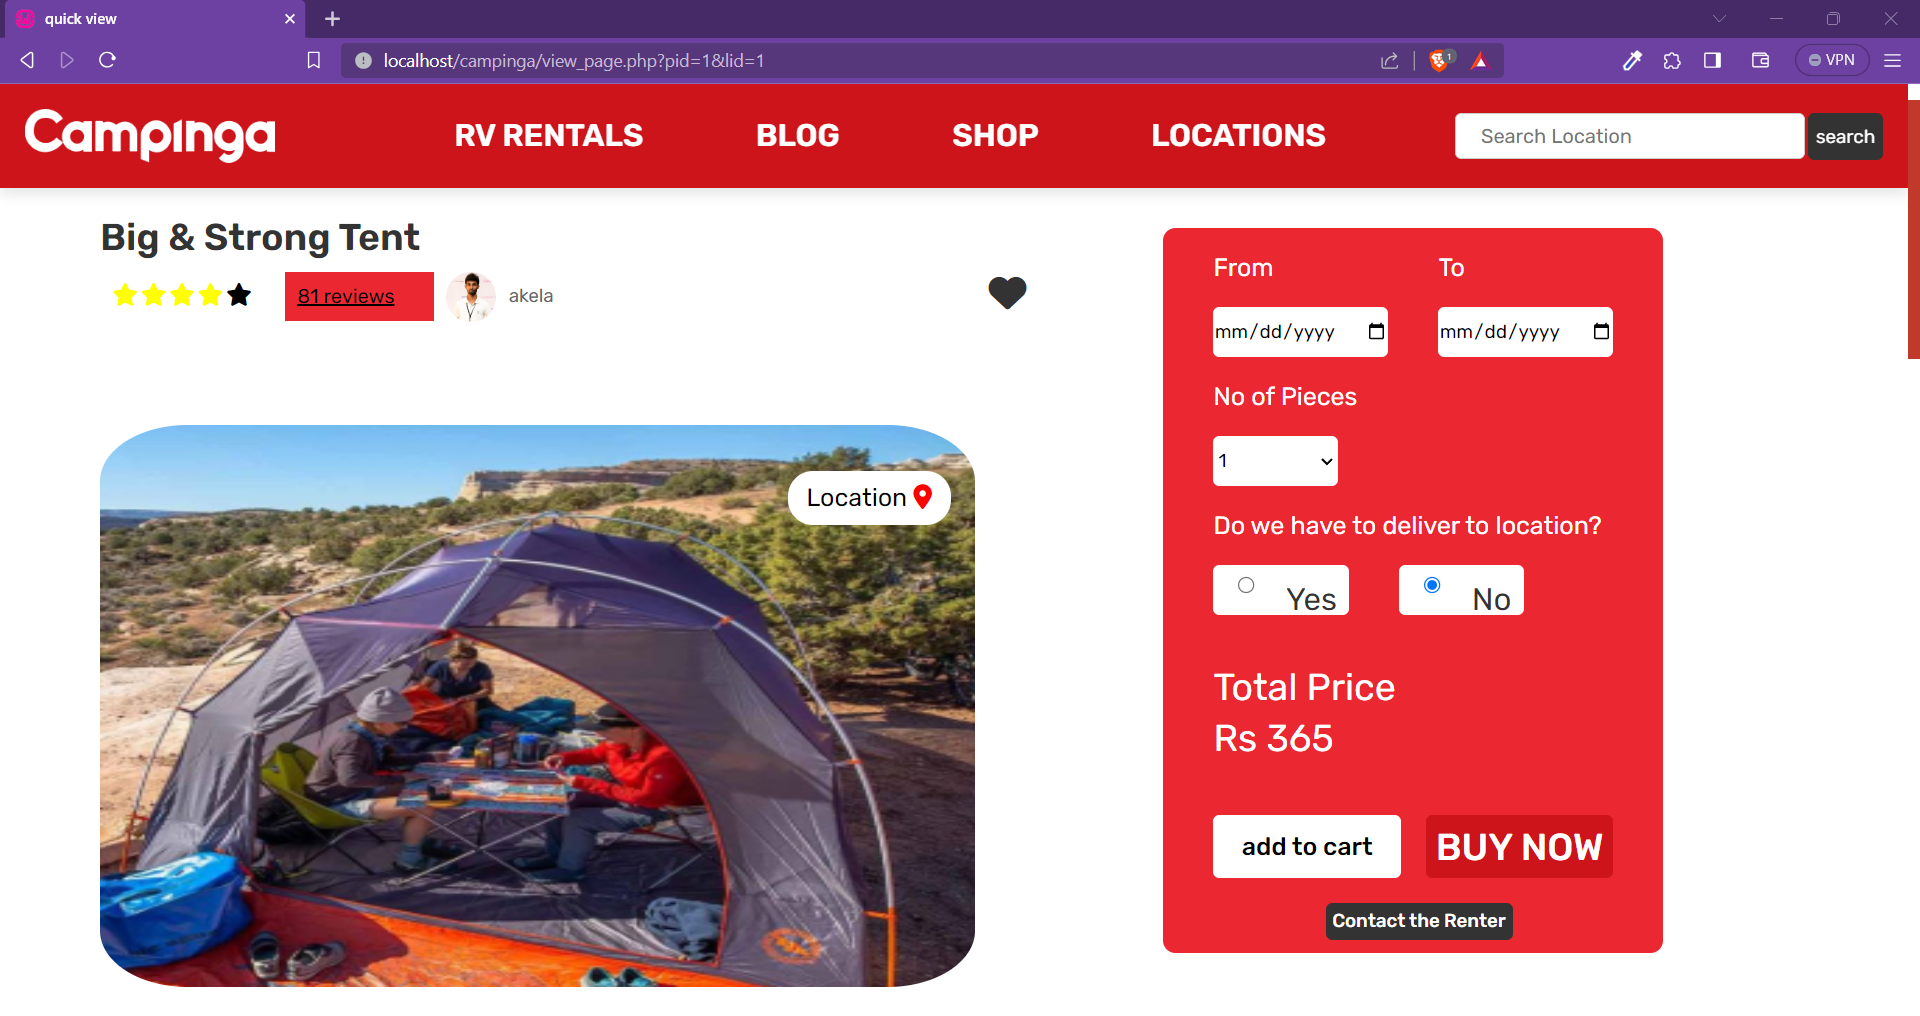 quick view
localhost/campinga/view_page.php?pid=1&lid=1
1
VPN
Campinga
RV RENTALS
BLOG
SHOP
LOCATIONS
Search Location
search
Big & Strong Tent
81 reviews
akela
Location
From
To
mm/dd/yyyy
mm/dd/yyyy
No of Pieces
1
Do we have to deliver to location?
Yes
No
Total Price
Rs 365
add to cart
BUY NOW
Contact the Renter